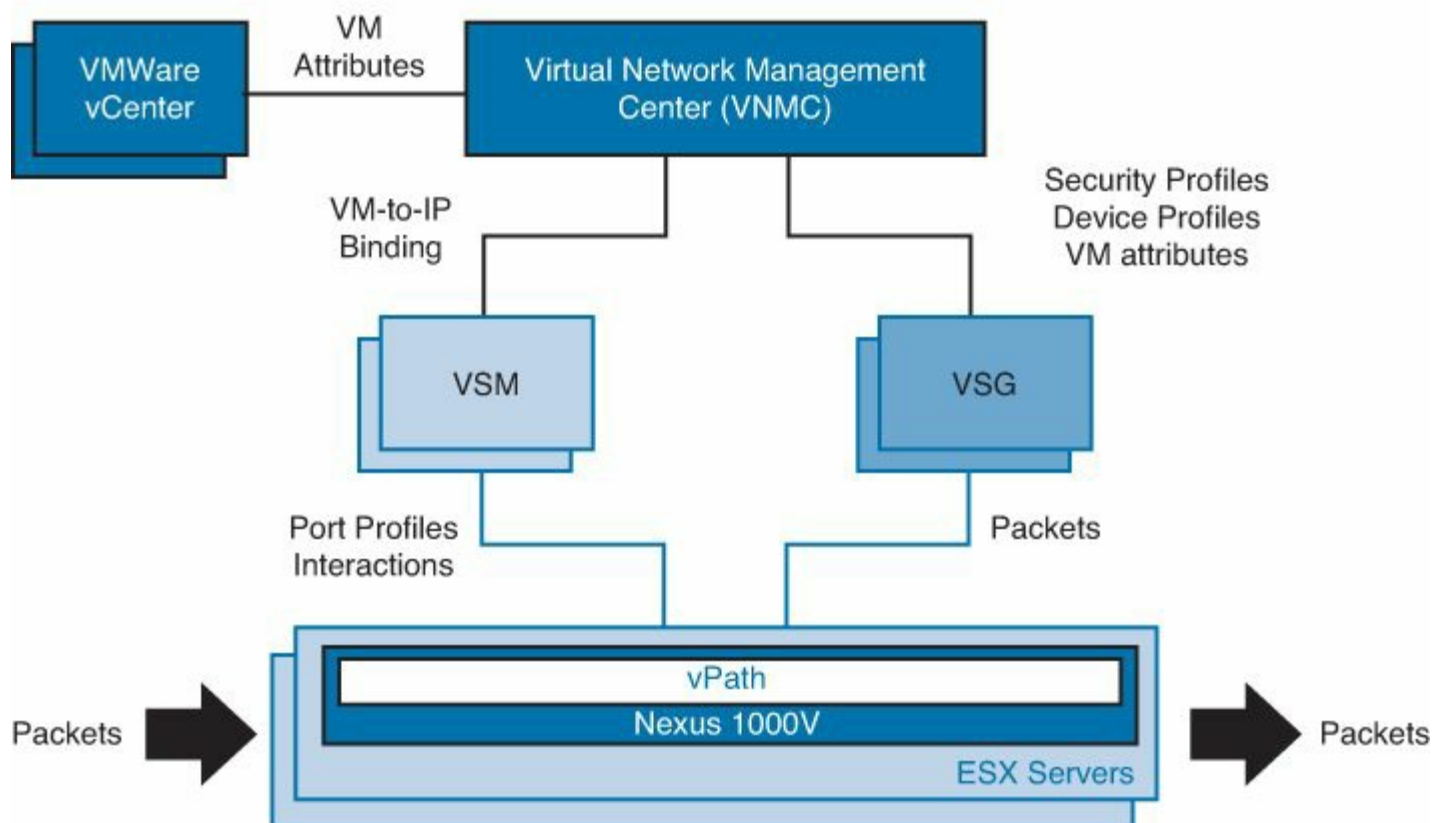 VM
Attributes
VMWare
vCenter
Virtual Network Management
Center (VNMC)
VM-to-IP
Binding
Security Profiles
Device Profiles
VM attributes
VSM
VSG
Port Profiles
Interactions
Packets
vPath
Nexus 1000V
ESX Servers
Packets
Packets